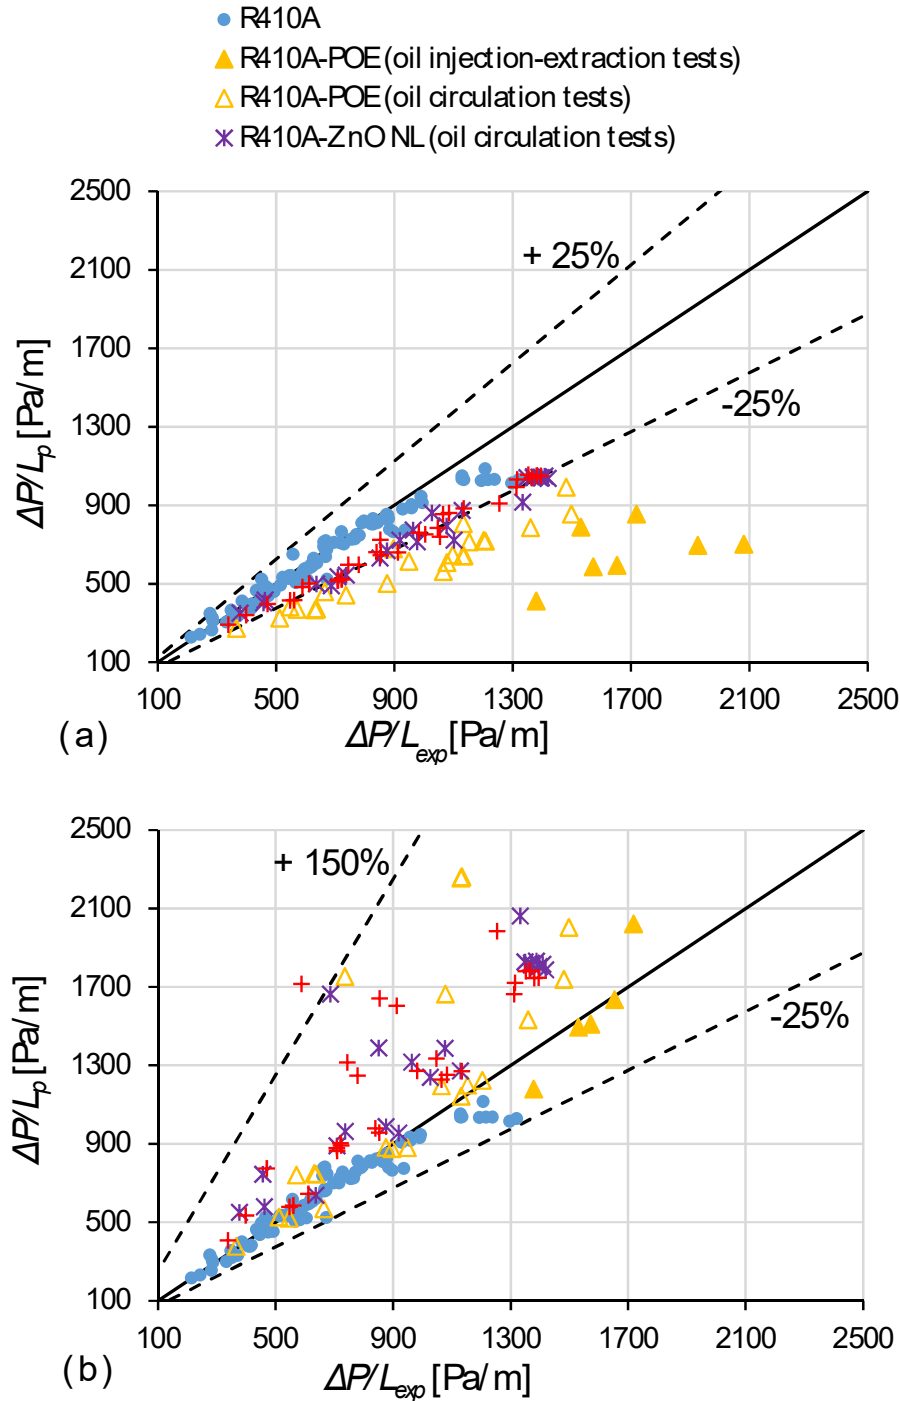 R410A
R410A-POE (oil injection-extraction tests)
R410A-POE (oil circulation tests)
R410A-ZnO NL (oil circulation tests)
2500
2100
1700
1300
900
500
100
ΔP/Lp [Pa/m]
+ 25%
-25%
100 500 900 1300 1700 2100 2500
(a)
ΔP/Lexp [Pa/m]
2500
2100
1700
1300
900
500
100
ΔP/Lp [Pa/m]
+ 150%
-25%
100 500 900 1300 1700 2100 2500
(b)
ΔP/Lexp [Pa/m]